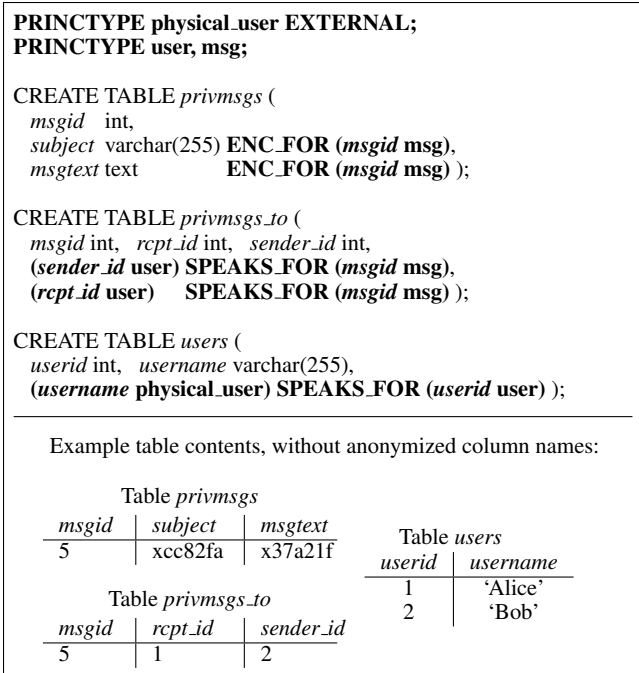 PRINCTYPE physical_user EXTERNAL;
PRINCTYPE user, msg;
CREATE TABLE privmsgs (
msgid int,
subject varchar(255) ENC_FOR (msgid msg),
msgtext text ENC_FOR (msgid msg) );
CREATE TABLE privmsgs_to (
msgid int, rcpt_id int, sender_id int,
(sender_id user) SPEAKS_FOR (msgid msg),
(rcpt_id user) SPEAKS_FOR (msgid msg) );
CREATE TABLE users (
userid int, username varchar(255),
(username physical_user) SPEAKS_FOR (userid user) );
Example table contents, without anonymized column names:
Table privmsgs
msgid subject msgtext
5 xcc82fa x37a21f
Table privmsgs_to
msgid rcpt_id sender_id
5 1 2
Table users
userid username
1 ‘Alice’
2 ‘Bob’